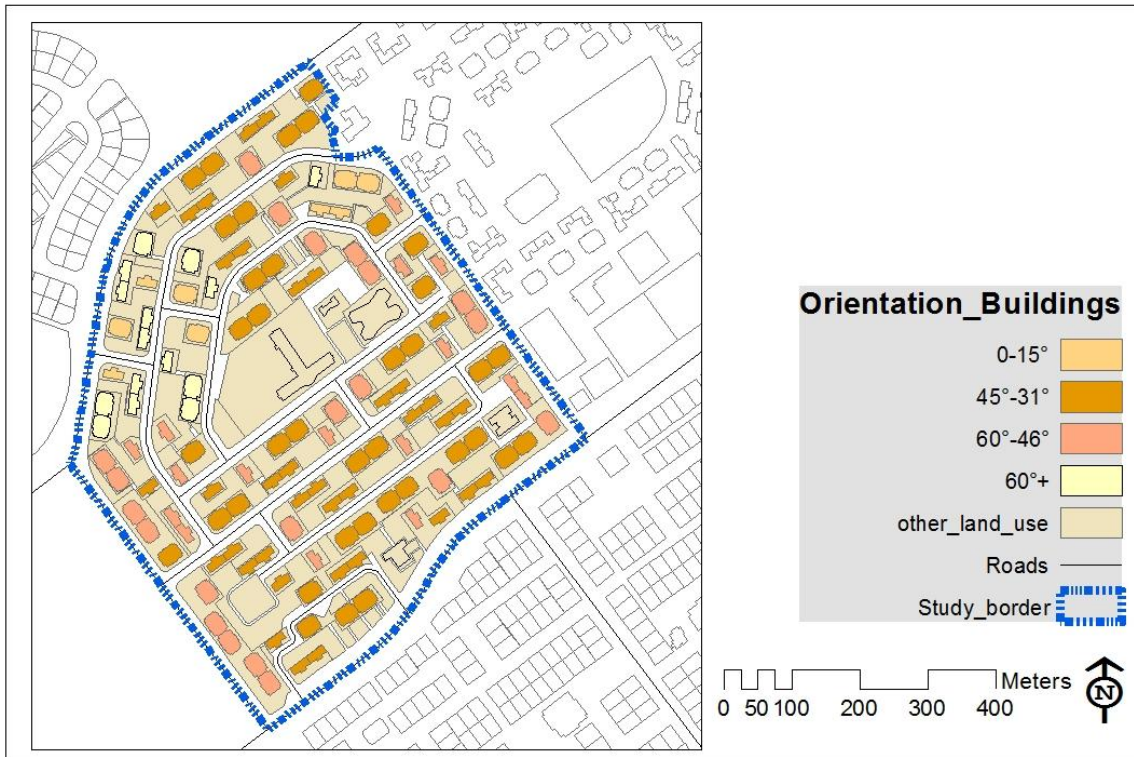 Orientation_Buildings
0-15°
45°-31°
60°-46°
60°+
other_land_use
Roads
Study_border
Meters
0 50 100 200 300 400
N